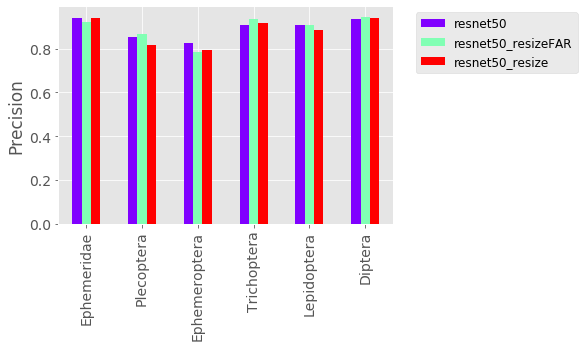 Precision
0.8
0.6
0.4
0.2
0.0
Ephemeridae
Plecoptera
Ephemeroptera
Trichoptera
Lepidoptera
Diptera
resnet50
resnet50_resizeFAR
resnet50_resize